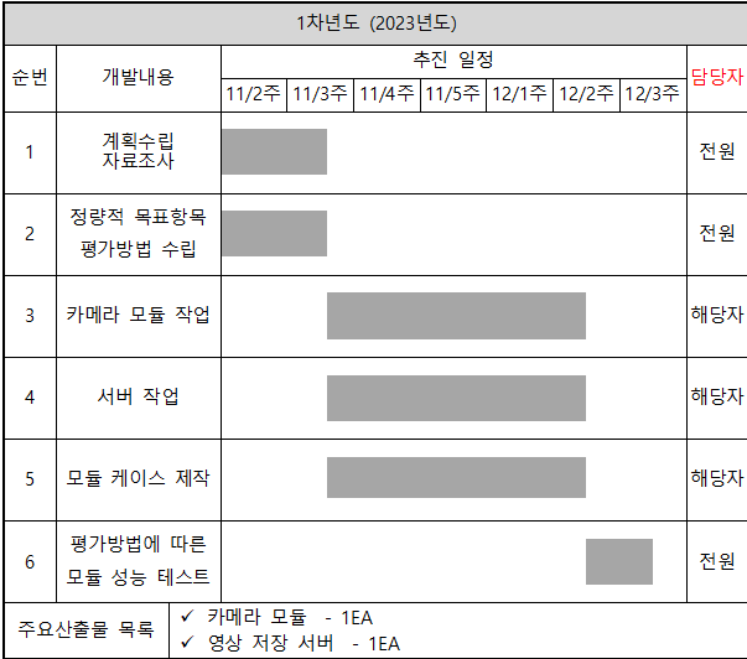 1차년도 (2023년도)
순번 개발내용 추진 일정 담당자
11/2주 11/3주 11/4주 11/5주 12/1주 12/2주 12/3주
1 계획수립 전원
자료조사
2 정량적 목표항목 전원
평가방법 수립
3 카메라 모듈 작업 해당자
4 서버 작업 해당자
5 모듈 케이스 제작 해당자
6 평가방법에 따른 전원
모듈 성능 테스트
주요산출물 목록
✓ 카메라 모듈 - 1EA
✓ 영상 저장 서버 - 1EA